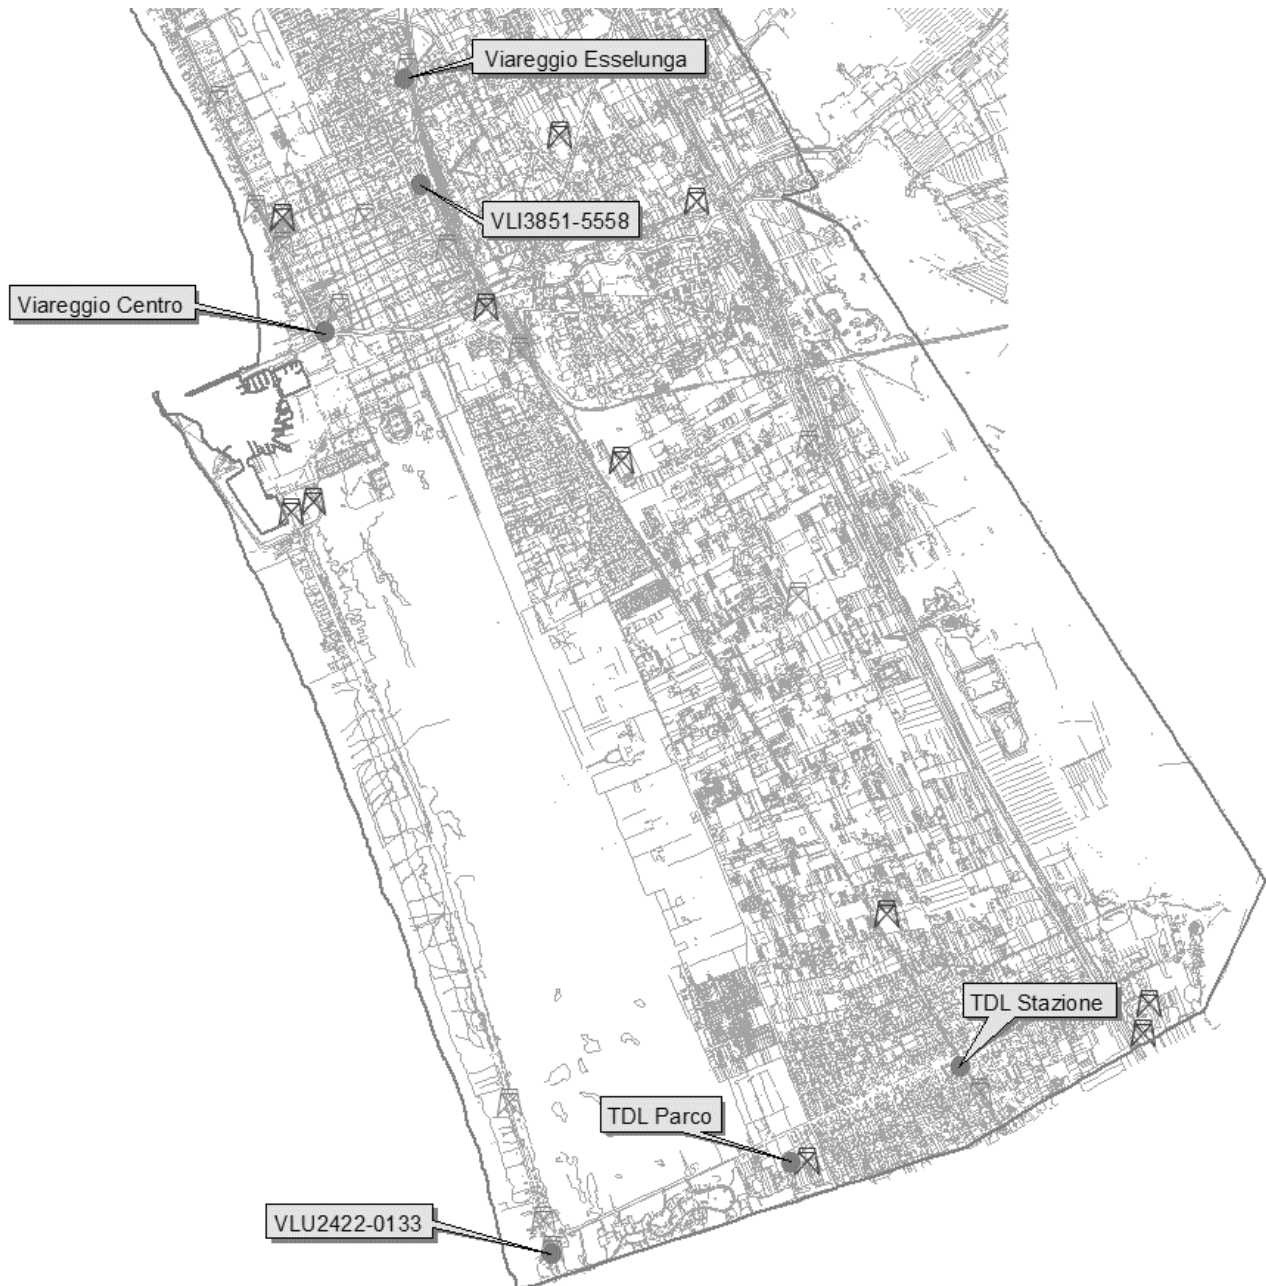 Viareggio Esselunga
VLI3851-5558
Viareggio Centro
TDL Stazione
TDL Parco
VLU2422-0133